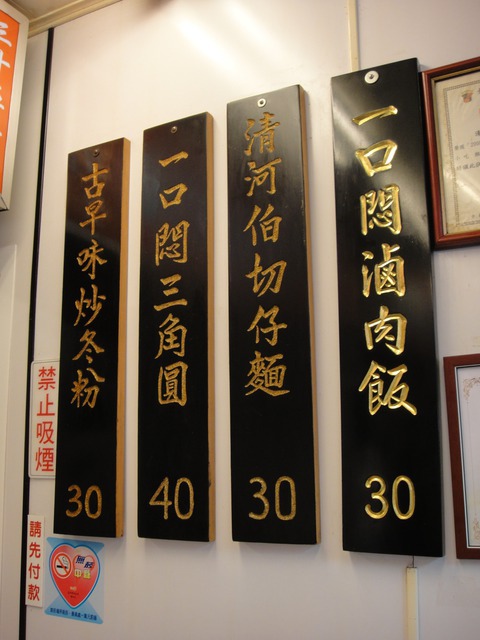 一口悶滷肉飯
30
清河伯切仔麵
30
一口悶三角圓
40
古早味炒冬粉
30
禁止吸煙
請先付款